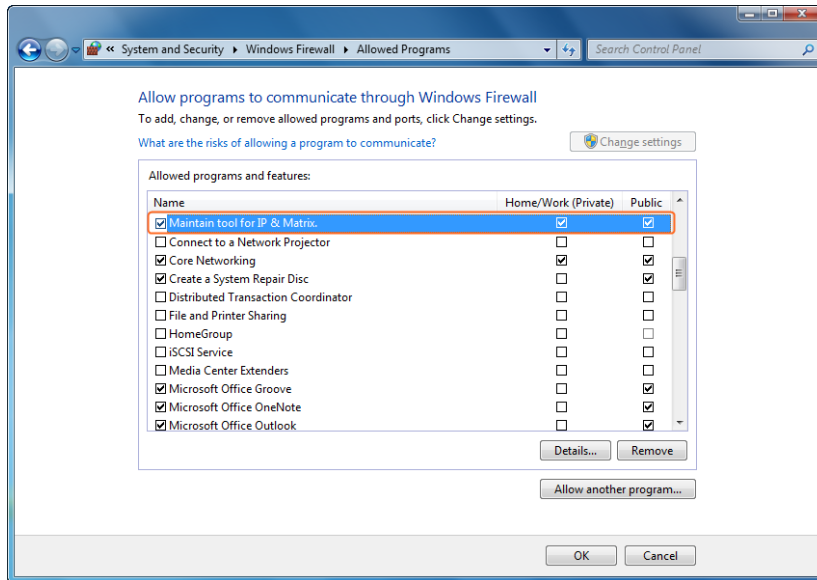 « System and Security ▸ Windows Firewall ▸ Allowed Programs
Search Control Panel
Allow programs to communicate through Windows Firewall
To add, change, or remove allowed programs and ports, click Change settings.
What are the risks of allowing a program to communicate?
Change settings
Allowed programs and features:
Name Home/Work (Private) Public
Maintain tool for IP & Matrix.
Connect to a Network Projector
Core Networking
Create a System Repair Disc
Distributed Transaction Coordinator
File and Printer Sharing
HomeGroup
iSCSI Service
Media Center Extenders
Microsoft Office Groove
Microsoft Office OneNote
Microsoft Office Outlook
Details... Remove
Allow another program...
OK Cancel